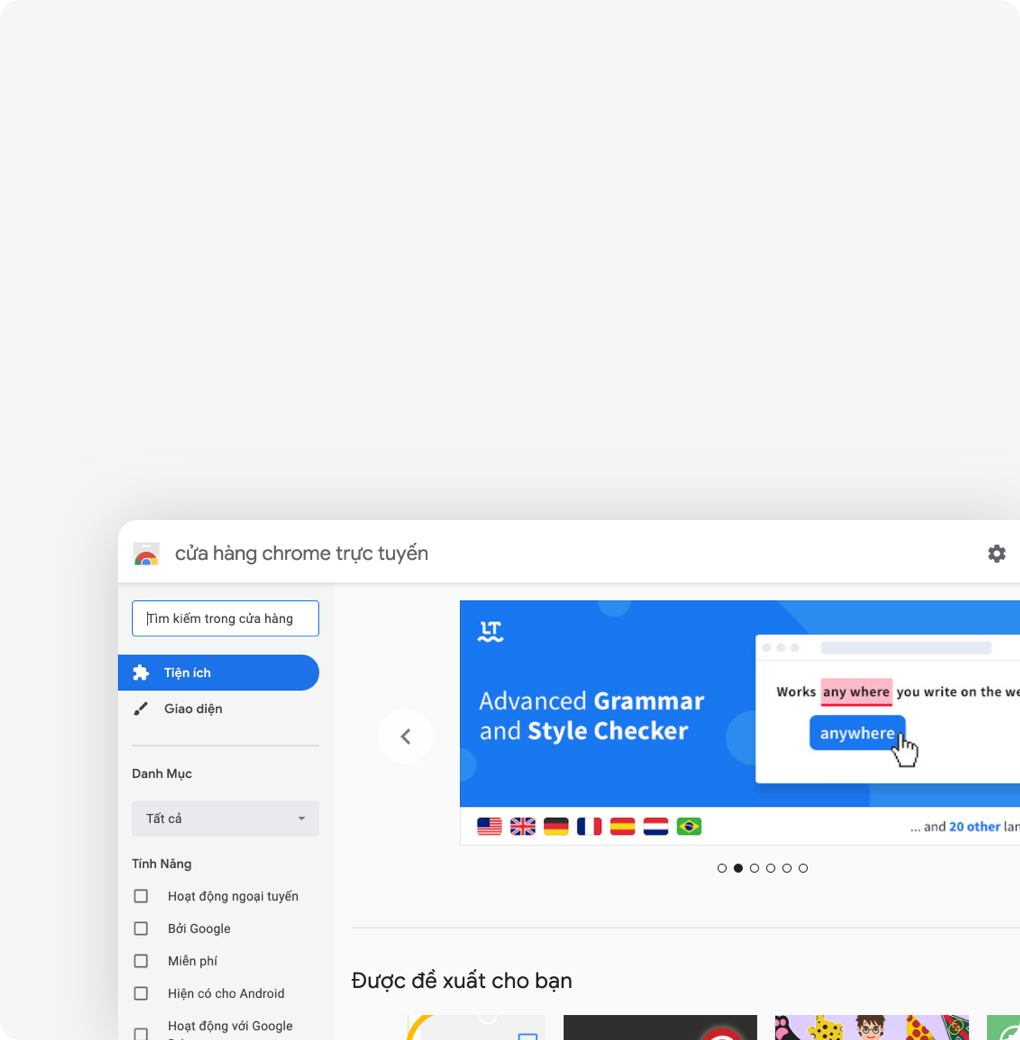 cửa hàng chrome trực tuyến
Tìm kiếm trong cửa hàng
Tiện ích
Giao diện
Danh Mục
Tất cả
Tính Năng
Hoạt động ngoại tuyến
Bởi Google
Miễn phí
Hiện có cho Android
Hoạt động với Google
LT
Advanced Grammar
and Style Checker
Works any where you write on the we
anywhere
... and 20 other lan
Được đề xuất cho bạn